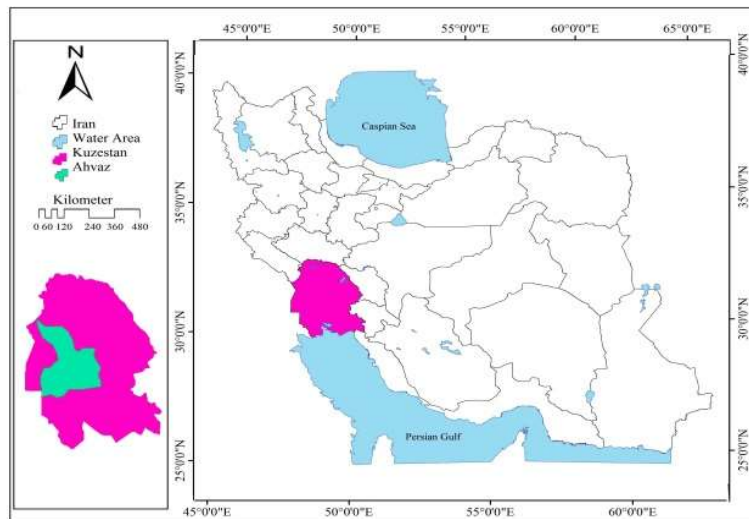 45°0'0"E 50°0'0"E 55°0'0"E 60°0'0"E 65°0'0"E
N
Iran
Water Area
Kuzestan
Ahvaz
Kilometer
0 60 120 240 360 480
40°0'0"N
35°0'0"N
30°0'0"N
25°0'0"N
Caspian Sea
Persian Gulf
40°0'0"N
35°0'0"N
30°0'0"N
25°0'0"N
45°0'0"E 50°0'0"E 55°0'0"E 60°0'0"E